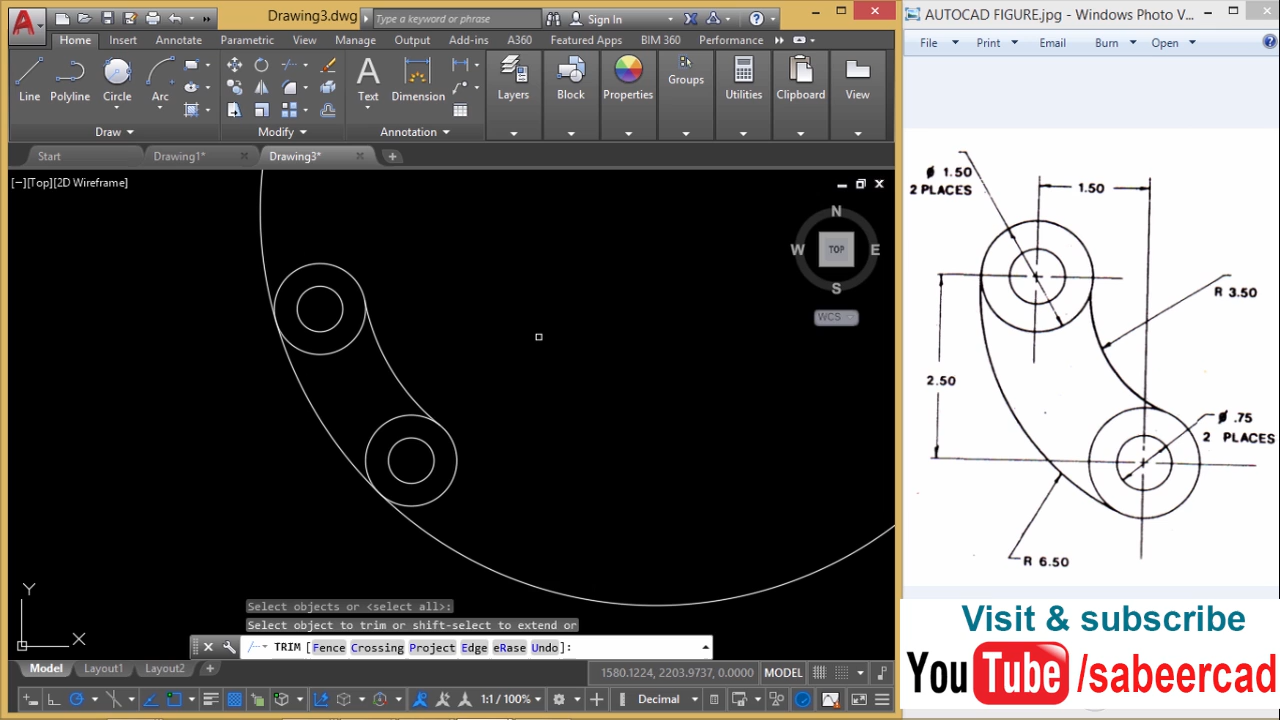 Drawing3.dwg
Type a keyword or phrase
Sign In
Home Insert Annotate Parametric View Manage Output Add-ins A360 Featured Apps BIM 360 Performance
Line Polyline Circle Arc Text Dimension Layers Block Properties Groups Utilities Clipboard View
Draw Modify Annotation
Start Drawing1* Drawing3*
[−][Top][2D Wireframe]
N
W TOP E
S
WCS
Y
X
Select objects or <select all>:
Select object to trim or shift-select to extend or
TRIM [Fence Crossing Project Edge eRase Undo]:
Model Layout1 Layout2
1580.1224, 2203.9737, 0.0000 MODEL
1:1 / 100% Decimal
AUTOCAD FIGURE.jpg - Windows Photo V...
File Print Email Burn Open
ø 1.50
2 PLACES
1.50
R 3.50
2.50
ø .75
2 PLACES
R 6.50
Visit & subscribe
YouTube/sabeercad